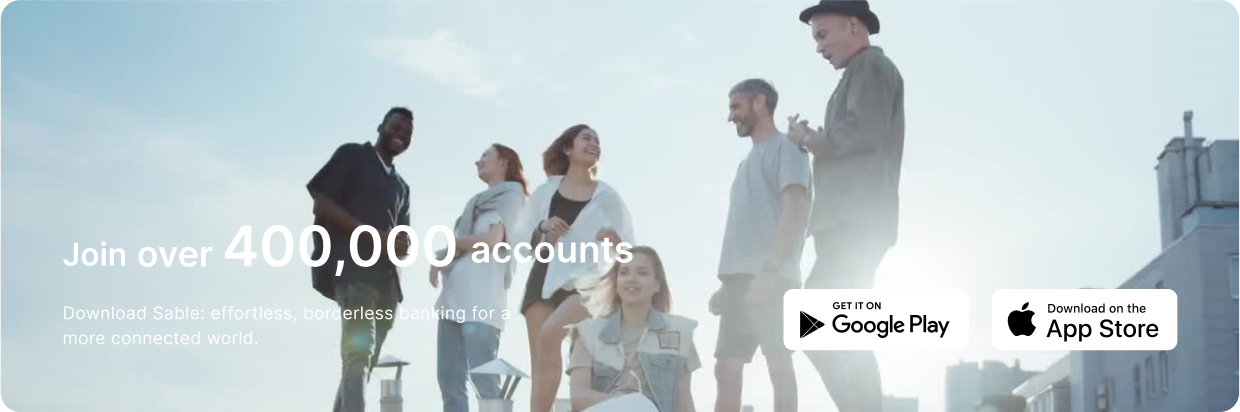 Join over 400,000 accounts
Download Sable: effortless, borderless banking for a
more connected world.
GET IT ON
Google Play
Download on the
App Store